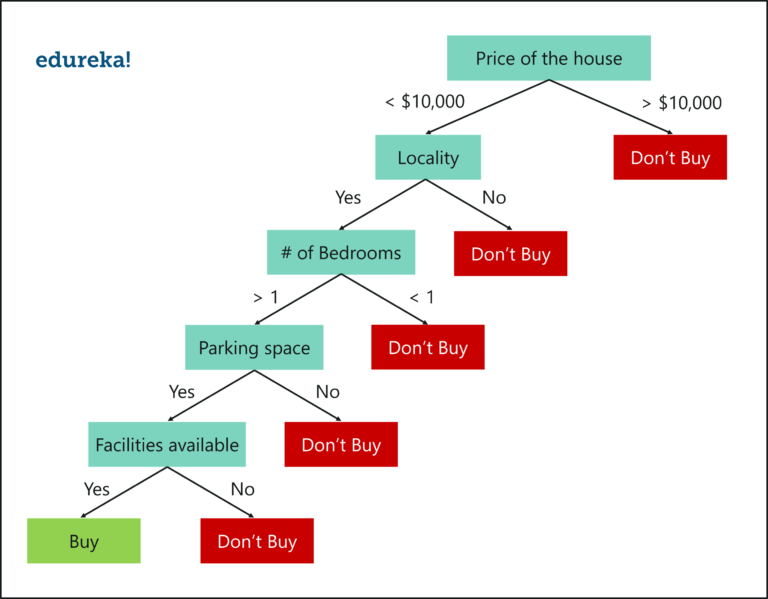 edureka!
Price of the house
< $10,000
> $10,000
Locality
Don't Buy
Yes
No
# of Bedrooms
Don't Buy
> 1
< 1
Parking space
Don't Buy
Yes
No
Facilities available
Don't Buy
Yes
No
Buy
Don't Buy